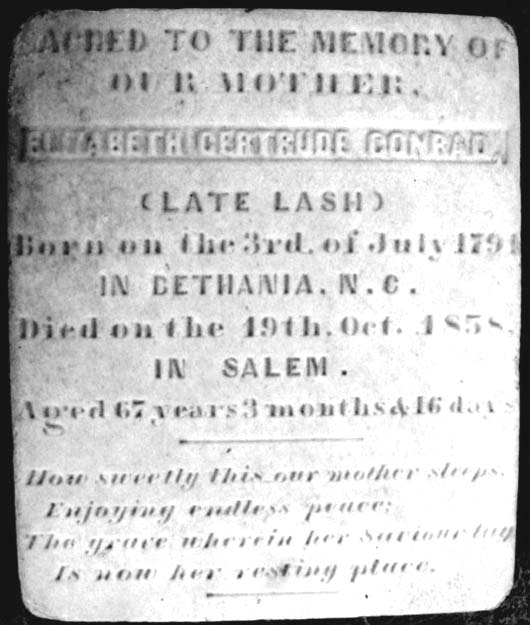 SACRED TO THE MEMORY OF
OUR MOTHER.
ELIZABETH GERTRUDE CONRAD.
(LATE LASH)
Born on the 3rd. of July 1791
IN BETHANIA. N.C.
Died on the 19th. Oct. 1858.
IN SALEM.
Aged 67 years 3 months & 16 days
How sweetly this our mother sleeps.
Enjoying endless peace;
The grave wherein her Saviour lay
Is now her resting place.